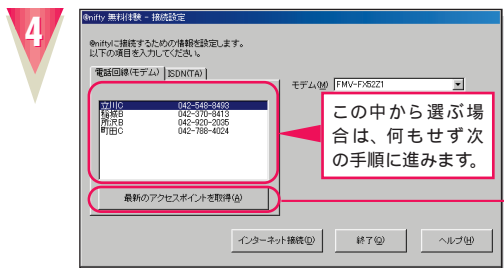 4
@nifty 無料体験 - 接続設定
@niftyに接続するための情報を設定します。
以下の項目を入力してください。
電話回線(モデム) ISDN(TA)
モデム(M) FMV-FX52Z1
立川C 042-548-8493
稲城B 042-370-8413
所沢B 042-920-2035
町田C 042-788-4024
この中から選ぶ場
合は、何もせず次
の手順に進みます。
最新のアクセスポイントを取得(A)
インターネット接続(D) 終了(Q) ヘルプ(H)